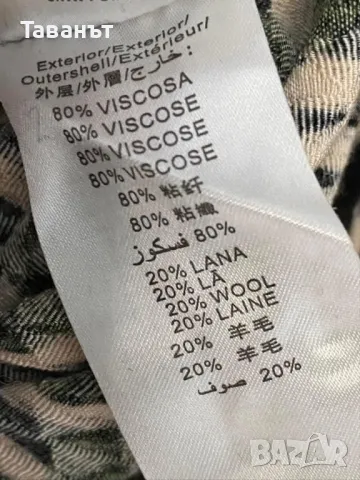 Таванът
Exterior/Exterior/
Outershell/Extérieur/
外层/外層/خارج/
80% VISCOSA
80% VISCOSE
80% VISCOSE
80% VISCOSE
80% 粘纤
80% 粘纖
80% فسكوز
20% LANA
20% LÃ
20% WOOL
20% LAINE
20% 羊毛
20% 羊毛
20% صوف
BAZAR
bg